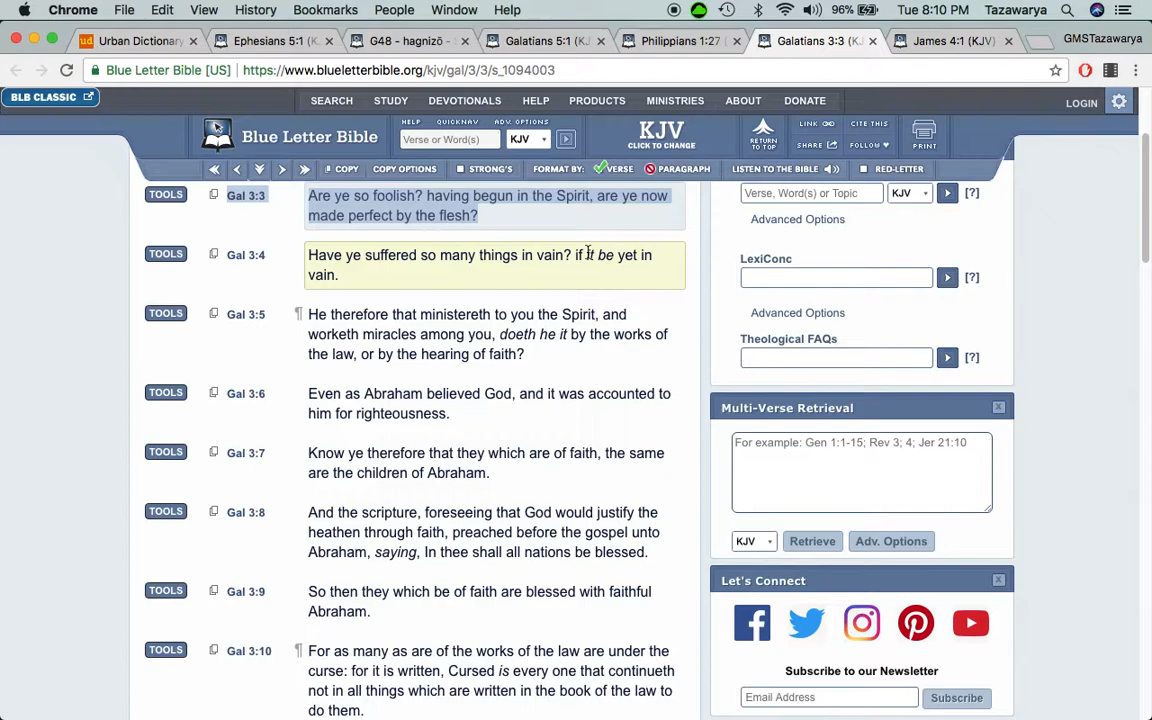 Chrome File Edit View History Bookmarks People Window Help 96% Tue 8:10 PM Tazawarya
ud Urban Dictionary Ephesians 5:1 (K G48 - hagnizō - S Galatians 5:1 (KJ Philippians 1:27 ( Galatians 3:3 (KJ James 4:1 (KJV) GMSTazawarya
Blue Letter Bible [US] https://www.blueletterbible.org/kjv/gal/3/3/s_1094003
BLB CLASSIC
SEARCH STUDY DEVOTIONALS HELP PRODUCTS MINISTRIES ABOUT DONATE LOGIN
HELP QUICKNAV ADV. OPTIONS
Blue Letter Bible Verse or Word(s) KJV KJV CLICK TO CHANGE RETURN TO TOP LINK CITE THIS SHARE FOLLOW PRINT
COPY COPY OPTIONS STRONG'S FORMAT BY: VERSE PARAGRAPH LISTEN TO THE BIBLE RED-LETTER
TOOLS Gal 3:3 Are ye so foolish? having begun in the Spirit, are ye now
made perfect by the flesh?
TOOLS Gal 3:4 Have ye suffered so many things in vain? if it be yet in
vain.
TOOLS Gal 3:5 ¶ He therefore that ministereth to you the Spirit, and
worketh miracles among you, doeth he it by the works of
the law, or by the hearing of faith?
TOOLS Gal 3:6 Even as Abraham believed God, and it was accounted to
him for righteousness.
TOOLS Gal 3:7 Know ye therefore that they which are of faith, the same
are the children of Abraham.
TOOLS Gal 3:8 And the scripture, foreseeing that God would justify the
heathen through faith, preached before the gospel unto
Abraham, saying, In thee shall all nations be blessed.
TOOLS Gal 3:9 So then they which be of faith are blessed with faithful
Abraham.
TOOLS Gal 3:10 ¶ For as many as are of the works of the law are under the
curse: for it is written, Cursed is every one that continueth
not in all things which are written in the book of the law to
do them.
Verse, Word(s) or Topic KJV [?]
Advanced Options
LexiConc
[?]
Advanced Options
Theological FAQs
[?]
Multi-Verse Retrieval X
For example: Gen 1:1-15; Rev 3; 4; Jer 21:10
KJV Retrieve Adv. Options
Let's Connect X
Subscribe to our Newsletter
Email Address Subscribe